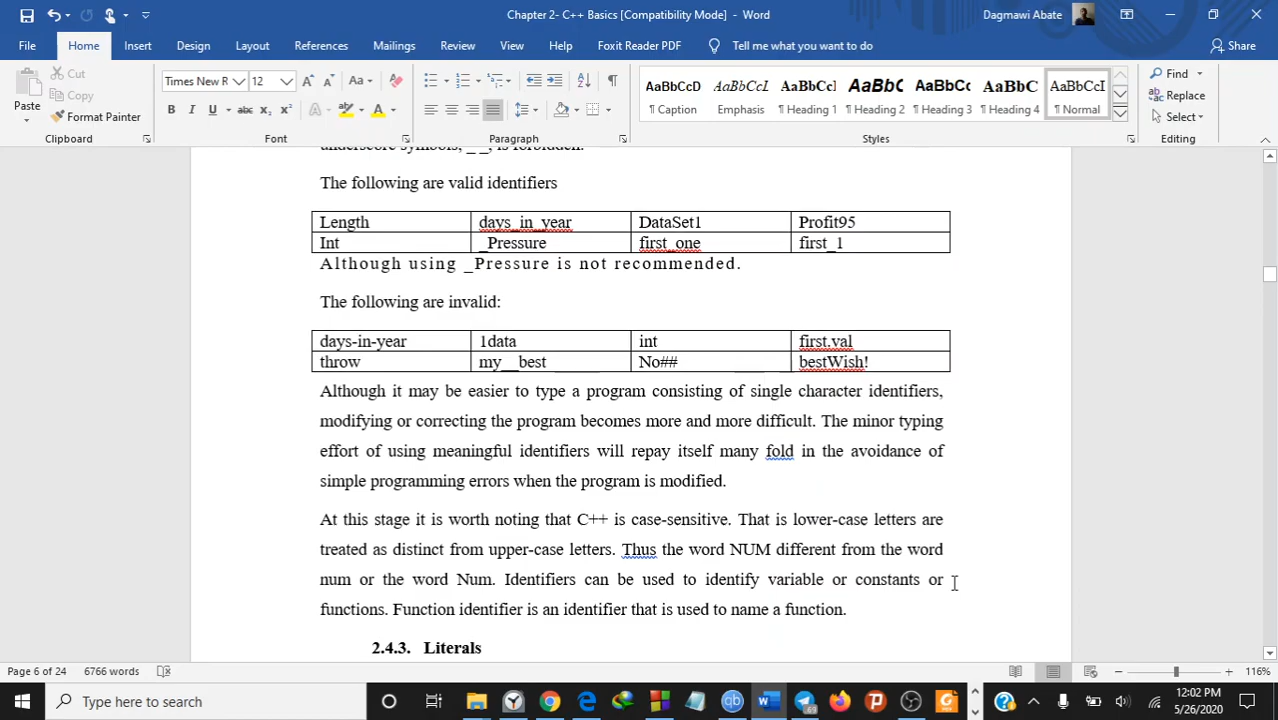 Chapter 2- C++ Basics [Compatibility Mode] - Word
Dagmawi Abate
File Home Insert Design Layout References Mailings Review View Help Foxit Reader PDF Tell me what you want to do Share
Paste
Cut
Copy
Format Painter
Clipboard
Times New R 12
Aa
B I U abc x₂ x²
A A
Font
Paragraph
AaBbCcD AaBbCcL AaBbCcI AaBbC AaBbCc AaBbC AaBbCcI
¶ Caption Emphasis ¶ Heading 1 ¶ Heading 2 ¶ Heading 3 ¶ Heading 4 ¶ Normal
Styles
Find
Replace
Select
Editing
underscore symbols, _ _, is forbidden.
The following are valid identifiers
Length days_in_year DataSet1 Profit95
Int _Pressure first_one first_1
Although using _Pressure is not recommended.
The following are invalid:
days-in-year 1data int first.val
throw my__best No## bestWish!
Although it may be easier to type a program consisting of single character identifiers,
modifying or correcting the program becomes more and more difficult. The minor typing
effort of using meaningful identifiers will repay itself many fold in the avoidance of
simple programming errors when the program is modified.
At this stage it is worth noting that C++ is case-sensitive. That is lower-case letters are
treated as distinct from upper-case letters. Thus the word NUM different from the word
num or the word Num. Identifiers can be used to identify variable or constants or
functions. Function identifier is an identifier that is used to name a function.
2.4.3. Literals
Page 6 of 24 6766 words 116%
Type here to search
qb
69
12:02 PM
5/26/2020